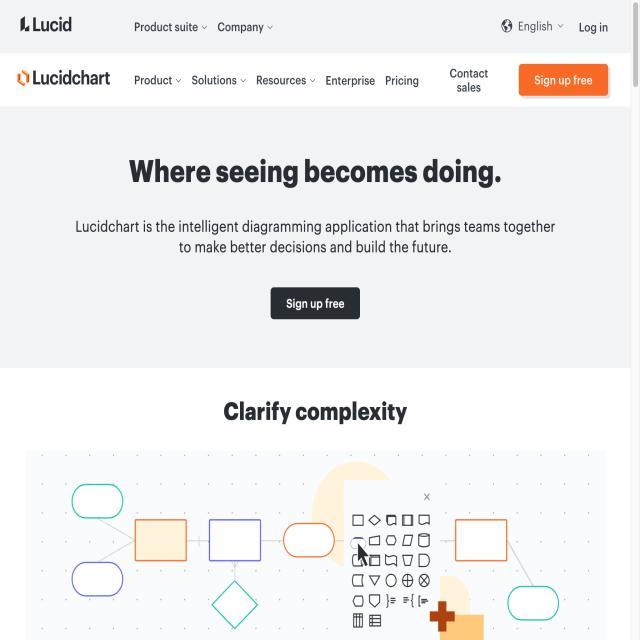 Lucid
Product suite
Company
English
Log in
Lucidchart
Product
Solutions
Resources
Enterprise
Pricing
Contact
sales
Sign up free
Where seeing becomes doing.
Lucidchart is the intelligent diagramming application that brings teams together
to make better decisions and build the future.
Sign up free
Clarify complexity